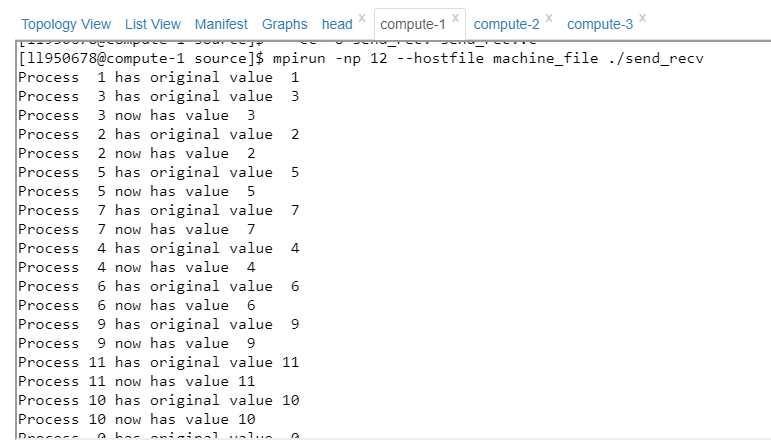 Topology View List View Manifest Graphs head x compute-1 x compute-2 x compute-3 x
[ll950678@compute-1 source]$ mpirun -np 12 --hostfile machine_file ./send_recv
Process  1 has original value  1
Process  3 has original value  3
Process  3 now has value  3
Process  2 has original value  2
Process  2 now has value  2
Process  5 has original value  5
Process  5 now has value  5
Process  7 has original value  7
Process  7 now has value  7
Process  4 has original value  4
Process  4 now has value  4
Process  6 has original value  6
Process  6 now has value  6
Process  9 has original value  9
Process  9 now has value  9
Process 11 has original value 11
Process 11 now has value 11
Process 10 has original value 10
Process 10 now has value 10
Process  0 has original value  0